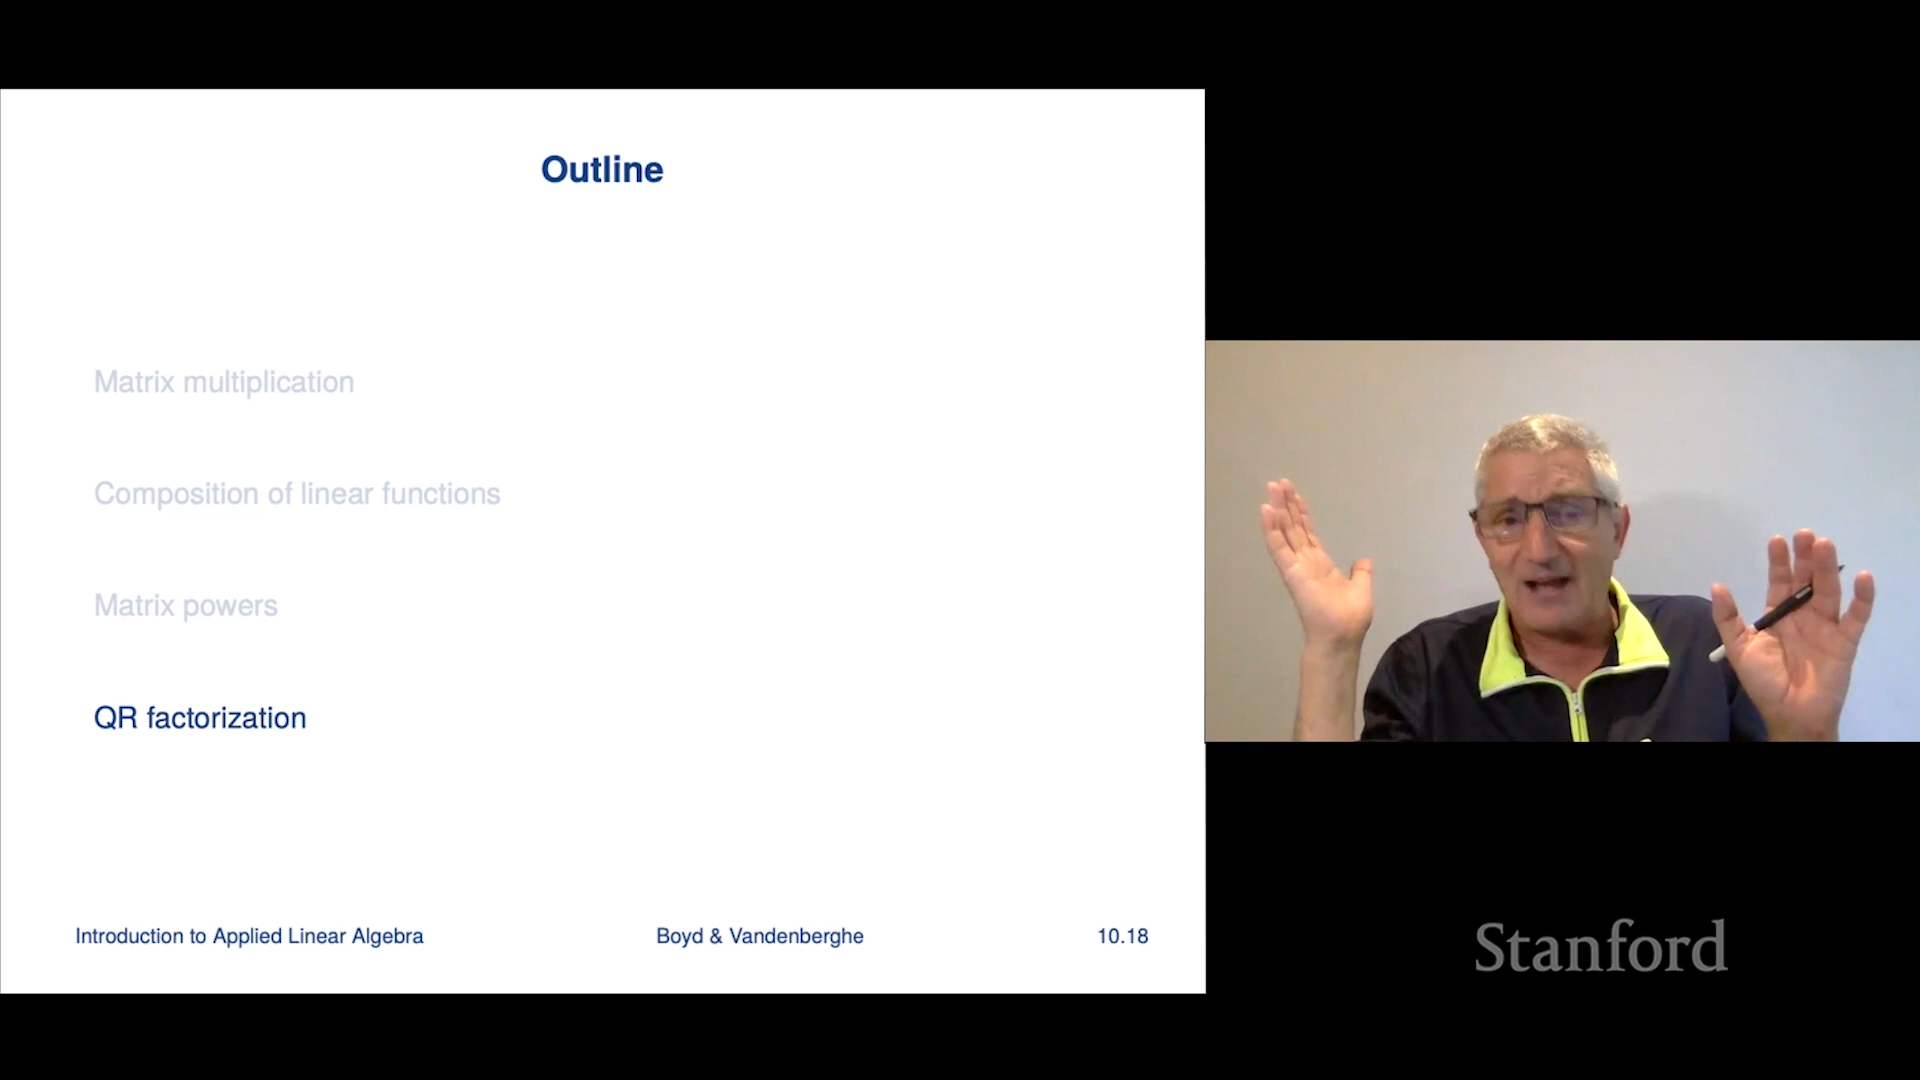 Outline
Matrix multiplication
Composition of linear functions
Matrix powers
QR factorization
Introduction to Applied Linear Algebra Boyd & Vandenberghe 10.18
Stanford